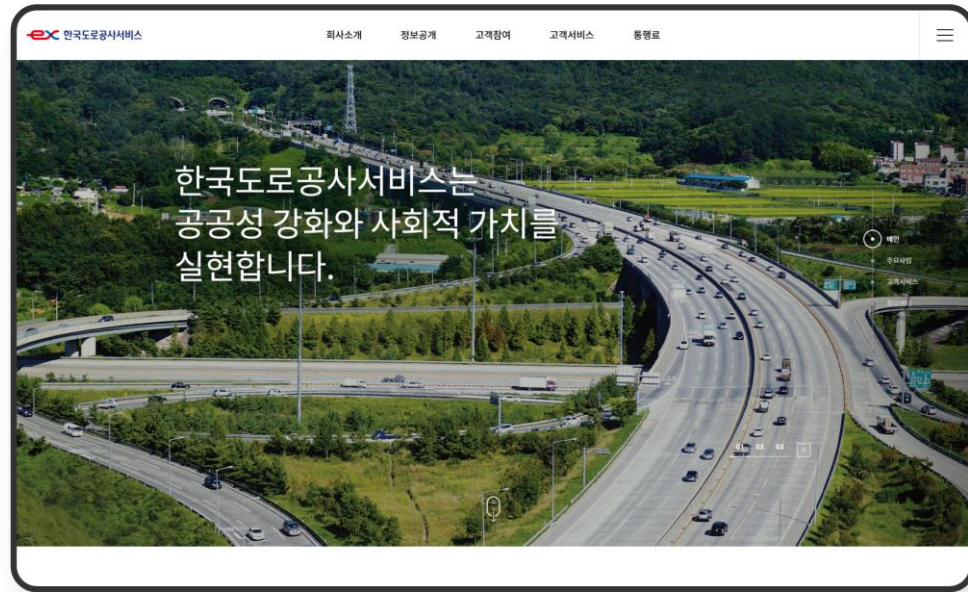 ex 한국도로공사서비스
회사소개
정보공개
고객참여
고객서비스
통행료
한국도로공사서비스는
공공성 강화와 사회적 가치를
실현합니다.
메인
주요사업
고객서비스
01 02 03